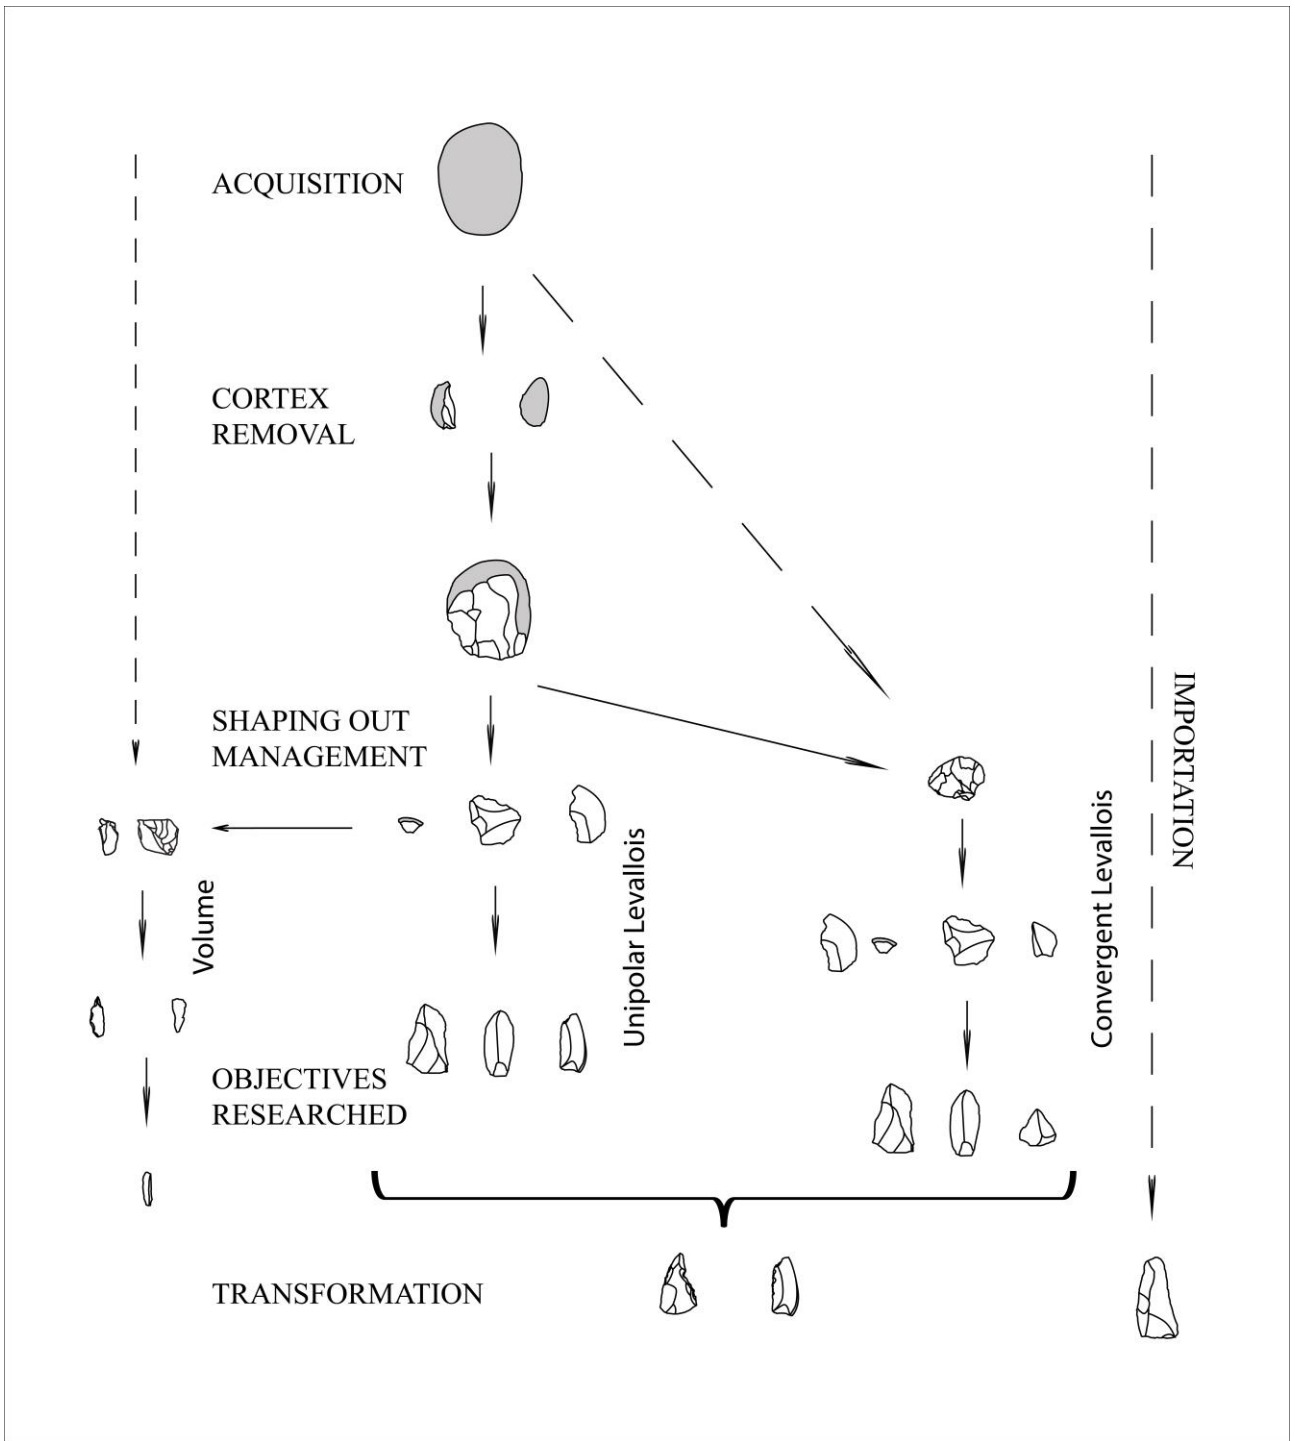 ACQUISITION
CORTEX
REMOVAL
SHAPING OUT
MANAGEMENT
IMPORTATION
Volume
Unipolar Levallois
Convergent Levallois
OBJECTIVES
RESEARCHED
TRANSFORMATION